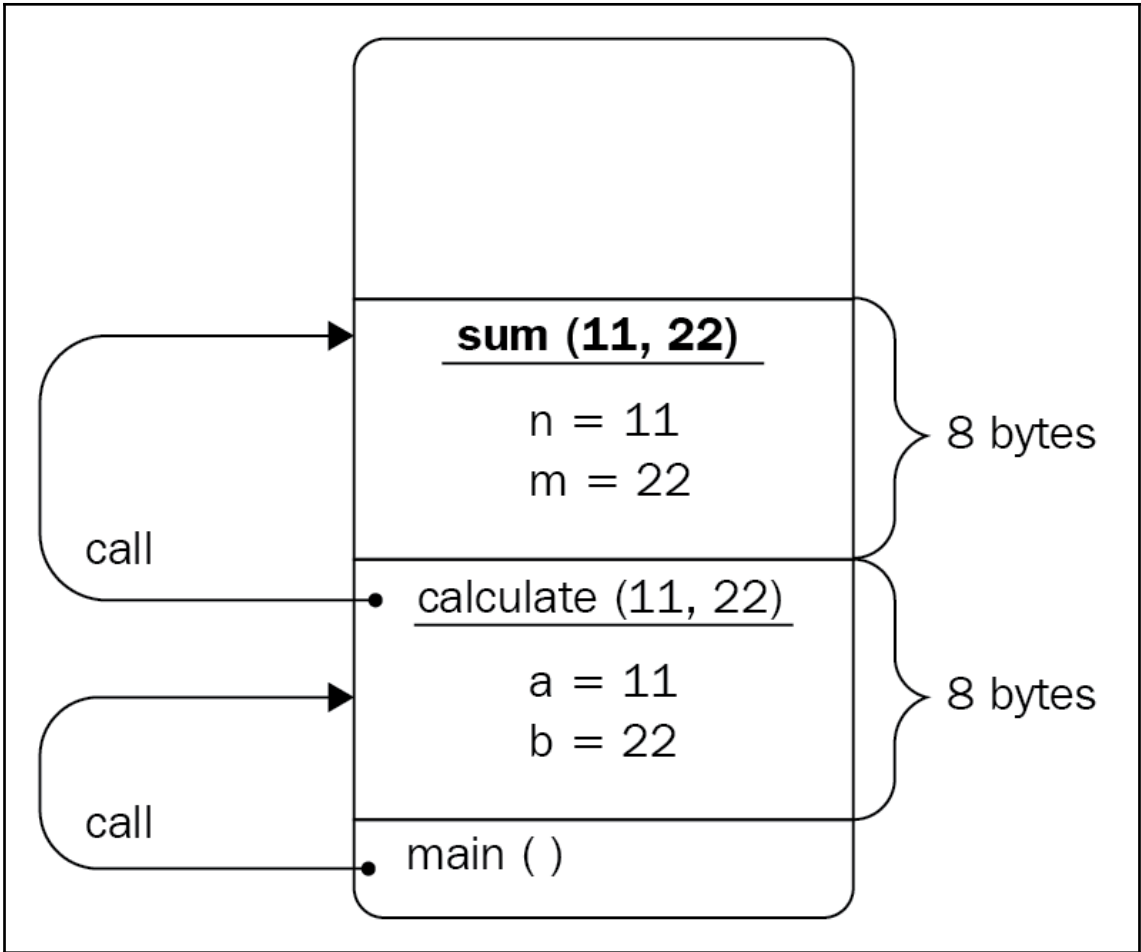 sum (11, 22)
n = 11
m = 22
8 bytes
call
calculate (11, 22)
a = 11
b = 22
8 bytes
call
main ( )